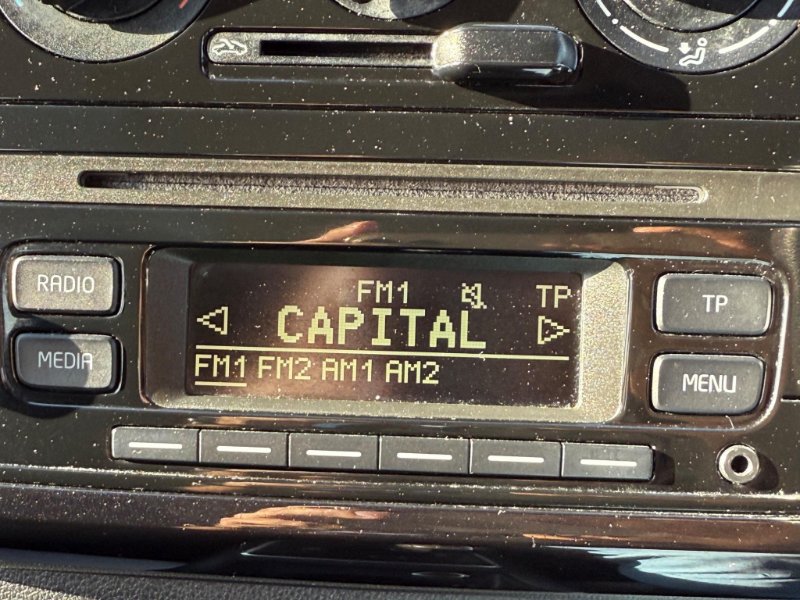 RADIO
MEDIA
FM1 TP
CAPITAL
FM1 FM2 AM1 AM2
TP
MENU